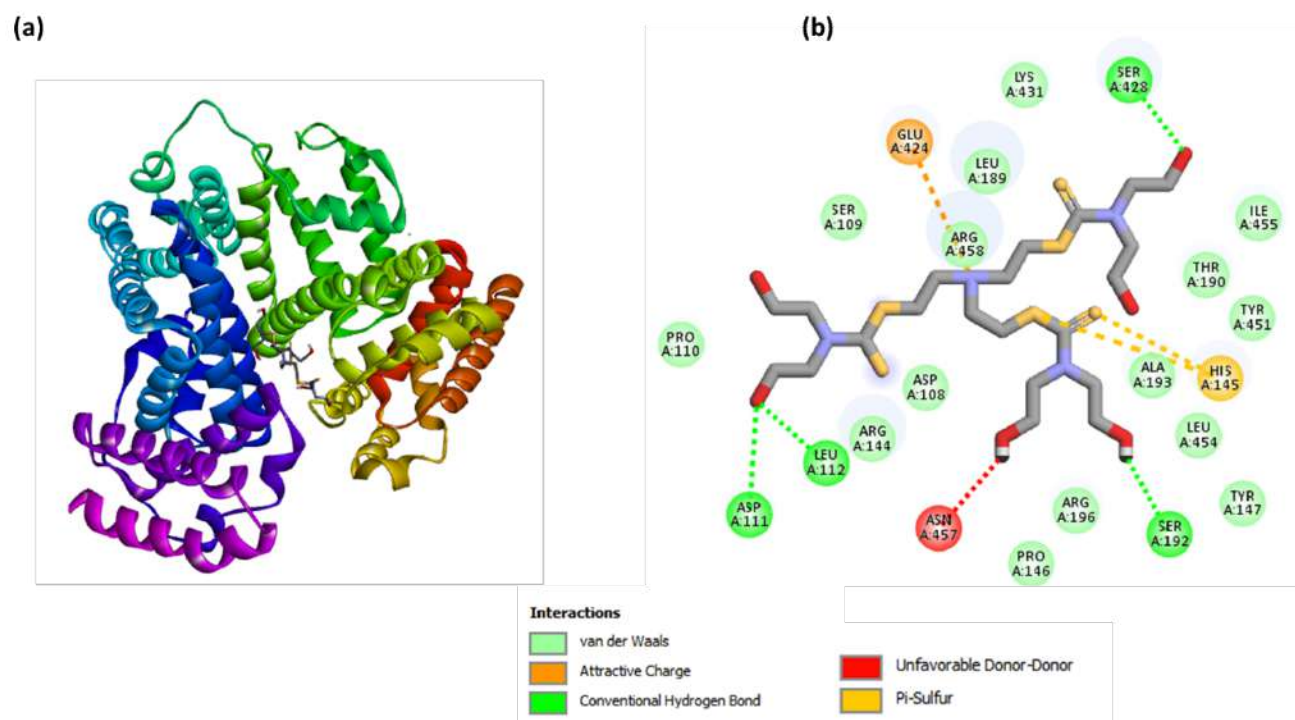 (a)
(b)
LYS
A:431
SER
A:428
GLU
A:424
LEU
A:189
SER
A:109
ARG
A:458
ILE
A:455
THR
A:190
TYR
A:451
PRO
A:110
ASP
A:108
ALA
A:193
HIS
A:145
ARG
A:144
LEU
A:454
LEU
A:112
ASP
A:111
ASN
A:457
ARG
A:196
SER
A:192
TYR
A:147
PRO
A:146
Interactions
van der Waals
Attractive Charge
Conventional Hydrogen Bond
Unfavorable Donor-Donor
Pi-Sulfur